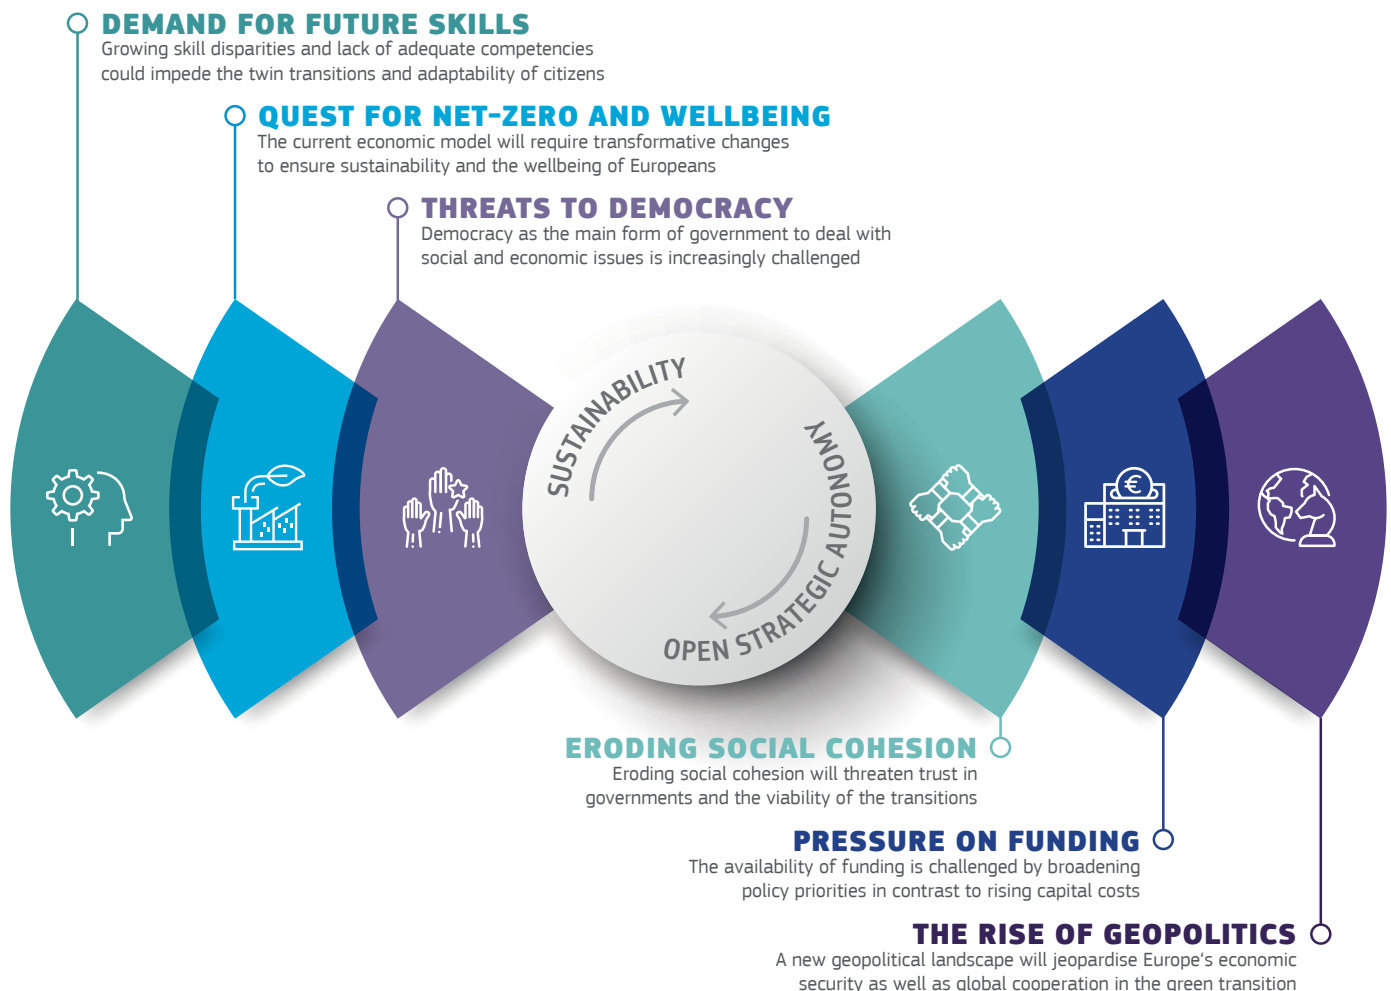 DEMAND FOR FUTURE SKILLS
Growing skill disparities and lack of adequate competencies
could impede the twin transitions and adaptability of citizens
QUEST FOR NET-ZERO AND WELLBEING
The current economic model will require transformative changes
to ensure sustainability and the wellbeing of Europeans
THREATS TO DEMOCRACY
Democracy as the main form of government to deal with
social and economic issues is increasingly challenged
SUSTAINABILITY
OPEN STRATEGIC AUTONOMY
€
ERODING SOCIAL COHESION
Eroding social cohesion will threaten trust in
governments and the viability of the transitions
PRESSURE ON FUNDING
The availability of funding is challenged by broadening
policy priorities in contrast to rising capital costs
THE RISE OF GEOPOLITICS
A new geopolitical landscape will jeopardise Europe‘s economic
security as well as global cooperation in the green transition